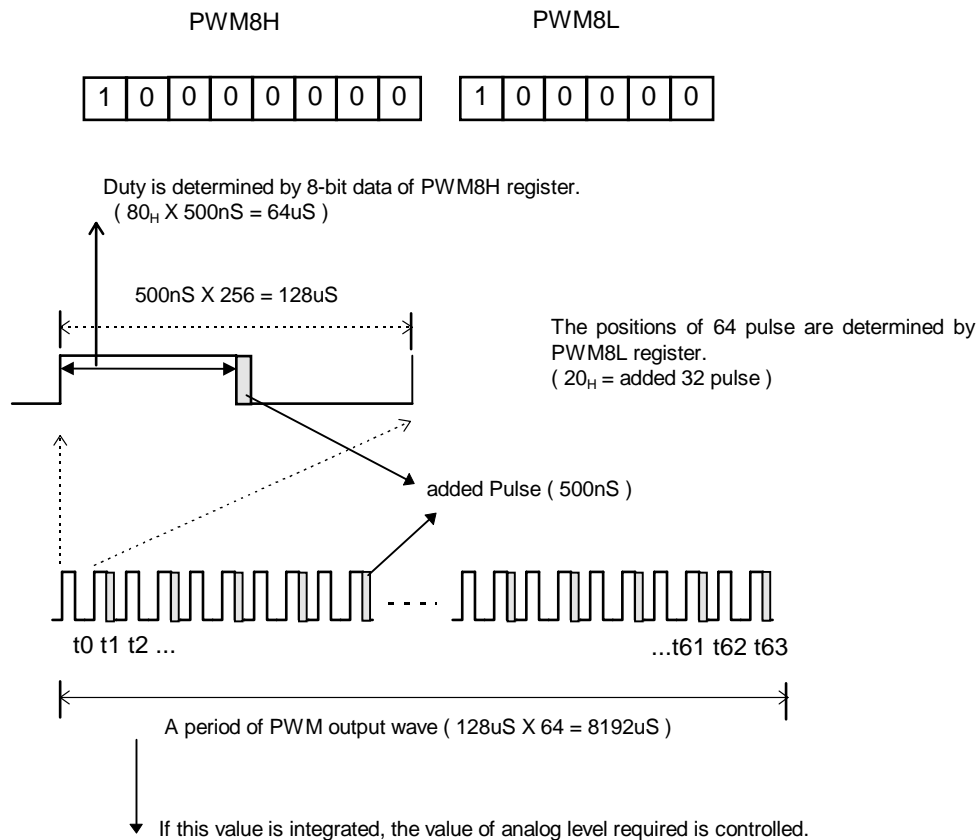 PWM8H PWM8L
1 0 0 0 0 0 0 0 1 0 0 0 0 0
Duty is determined by 8-bit data of PWM8H register.
( 80H X 500nS = 64uS )
500nS X 256 = 128uS
The positions of 64 pulse are determined by
PWM8L register.
( 20H = added 32 pulse )
added Pulse ( 500nS )
t0 t1 t2 ... ...t61 t62 t63
A period of PWM output wave ( 128uS X 64 = 8192uS )
If this value is integrated, the value of analog level required is controlled.